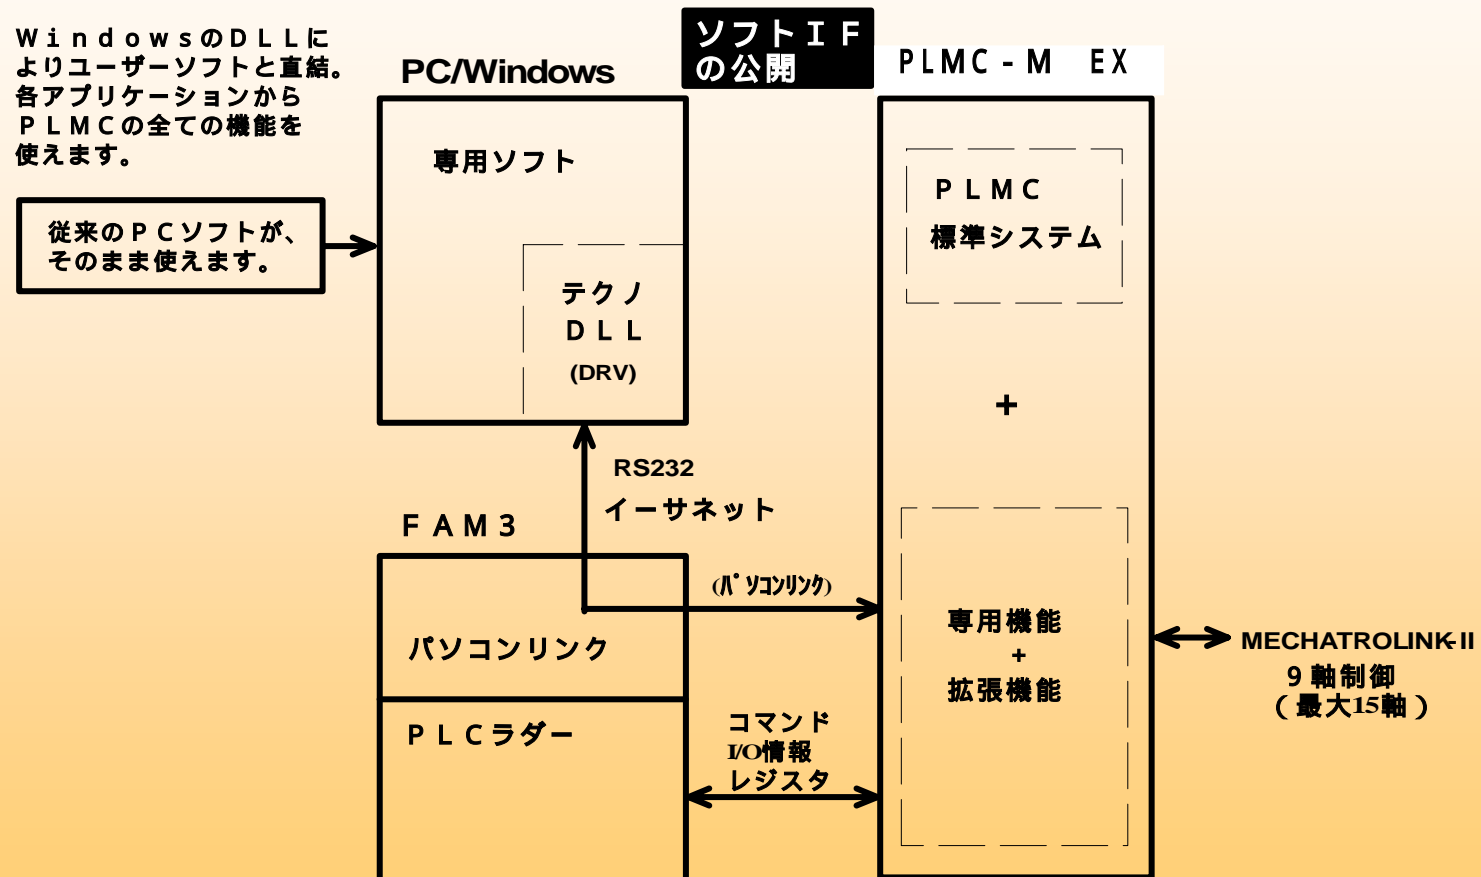 ＷｉｎｄｏｗｓのＤＬＬに
よりユーザーソフトと直結。
各アプリケーションから
ＰＬＭＣの全ての機能を
使えます。
従来のＰＣソフトが、
そのまま使えます。
PC/Windows
専用ソフト
テクノ
ＤＬＬ
(DRV)
ソフトＩＦ
の公開
ＰＬＭＣ-Ｍ　ＥＸ
ＰＬＭＣ
標準システム
+
専用機能
+
拡張機能
RS232
イーサネット
ＦＡＭ３
パソコンリンク
(ﾊﾟｿｺﾝﾘﾝｸ)
ＰＬＣラダー
コマンド
I/O情報
レジスタ
MECHATROLINK-II
９軸制御
（最大15軸）